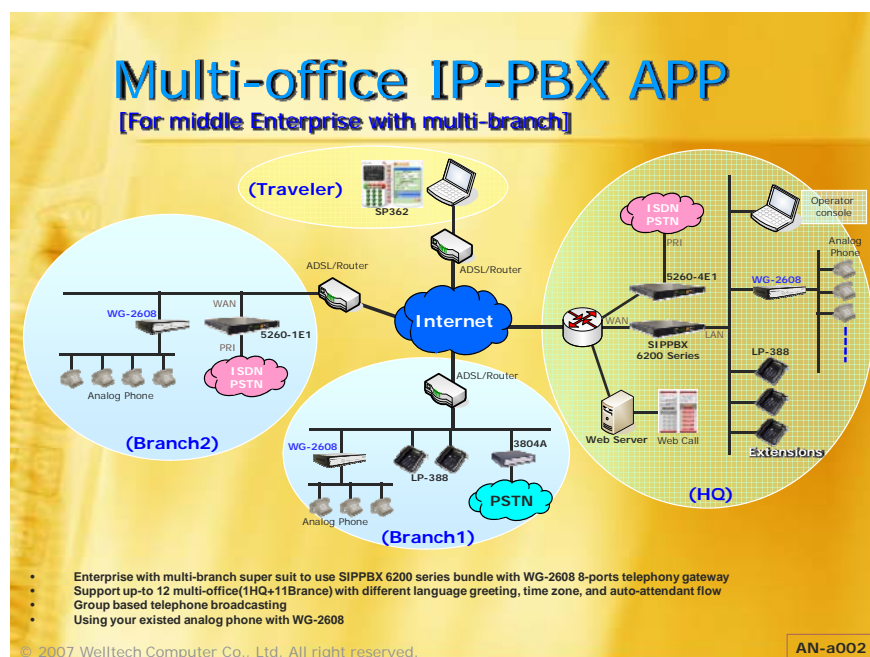 Multi-office IP-PBX APP
[For middle Enterprise with multi-branch]
(Traveler)
SP362
ADSL/Router
ADSL/Router
Internet
ADSL/Router
WAN
WG-2608
5260-1E1
PRI
ISDN
PSTN
Analog Phone
(Branch2)
WG-2608
3804A
LP-388
PSTN
Analog Phone
(Branch1)
ISDN
PSTN
PRI
Operator
console
Analog
Phone
5260-4E1
WG-2608
WAN
LAN
SIPPBX
6200 Series
LP-388
Web Server
Web Call
Extensions
(HQ)
• Enterprise with multi-branch super suit to use SIPPBX 6200 series bundle with WG-2608 8-ports telephony gateway
• Support up-to 12 multi-office(1HQ+11Brance) with different language greeting, time zone, and auto-attendant flow
• Group based telephone broadcasting
• Using your existed analog phone with WG-2608
© 2007 Welltech Computer Co., Ltd. All right reserved.
AN-a002